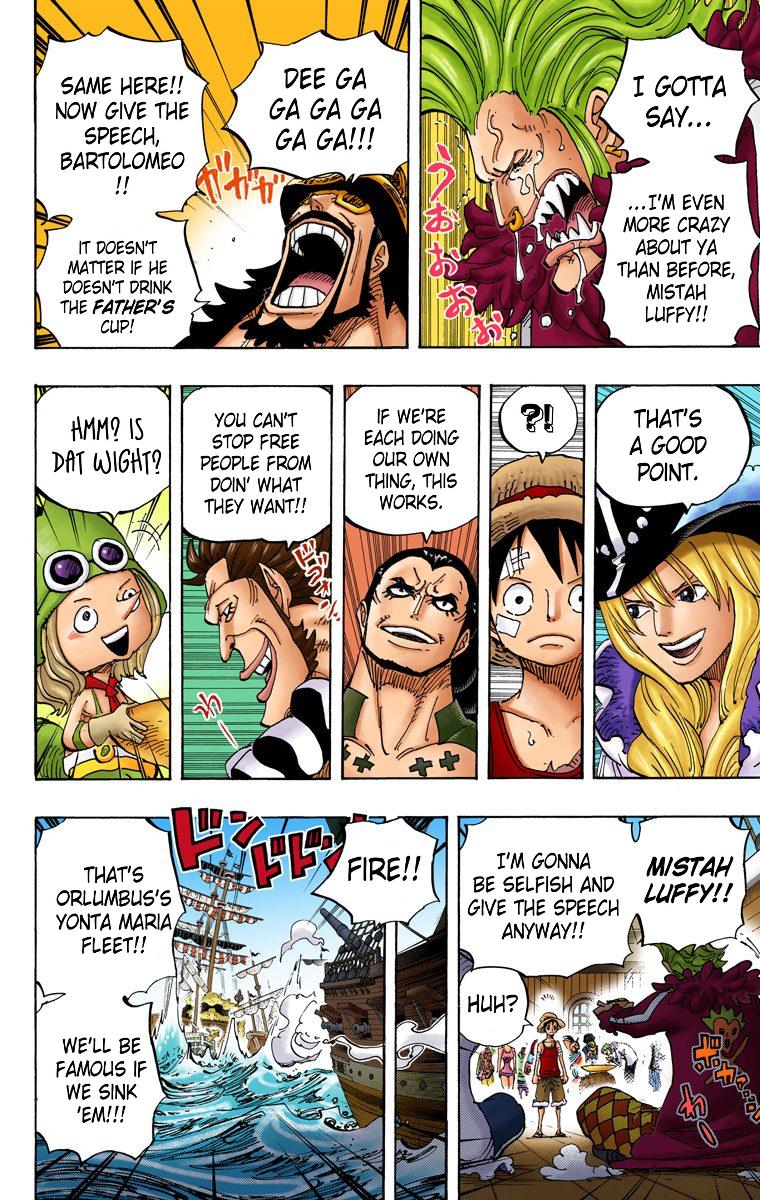 I GOTTA
SAY...
...I'M EVEN
MORE CRAZY
ABOUT YA
THAN BEFORE,
MISTAH
LUFFY!!
うおおおおお
DEE GA
GA GA GA
GA GA!!!
ガガガ
SAME HERE!!
NOW GIVE THE
SPEECH,
BARTOLOMEO
!!
IT DOESN'T
MATTER IF HE
DOESN'T DRINK
THE FATHER'S
CUP!
THAT'S
A GOOD
POINT.
?!
IF WE'RE
EACH DOING
OUR OWN
THING, THIS
WORKS.
YOU CAN'T
STOP FREE
PEOPLE FROM
DOIN' WHAT
THEY WANT!!
HMM? IS
DAT WIGHT?
MISTAH
LUFFY!!
I'M GONNA
BE SELFISH AND
GIVE THE SPEECH
ANYWAY!!
HUH?
FIRE!!
ドン
ドドン
THAT'S
ORLUMBUS'S
YONTA MARIA
FLEET!!
WE'LL BE
FAMOUS IF
WE SINK
'EM!!!